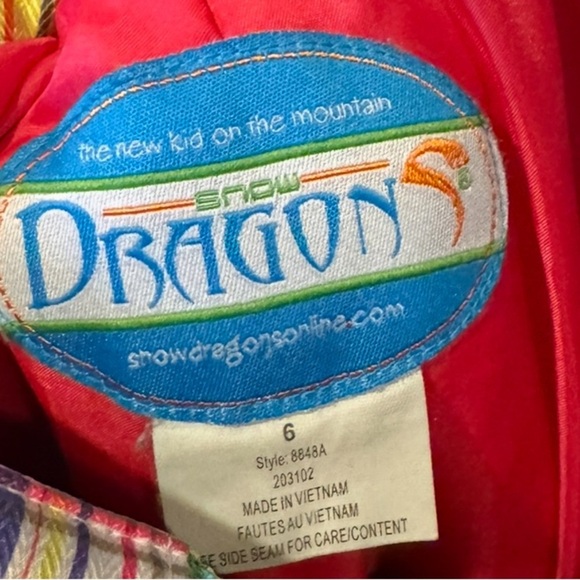 the new kid on the mountain
snow
DRAGONS®
snowdragonsonline.com
6
Style: 8848A
203102
MADE IN VIETNAM
FAUTES AU VIETNAM
SIDE SEAM FOR CARE/CONTENT